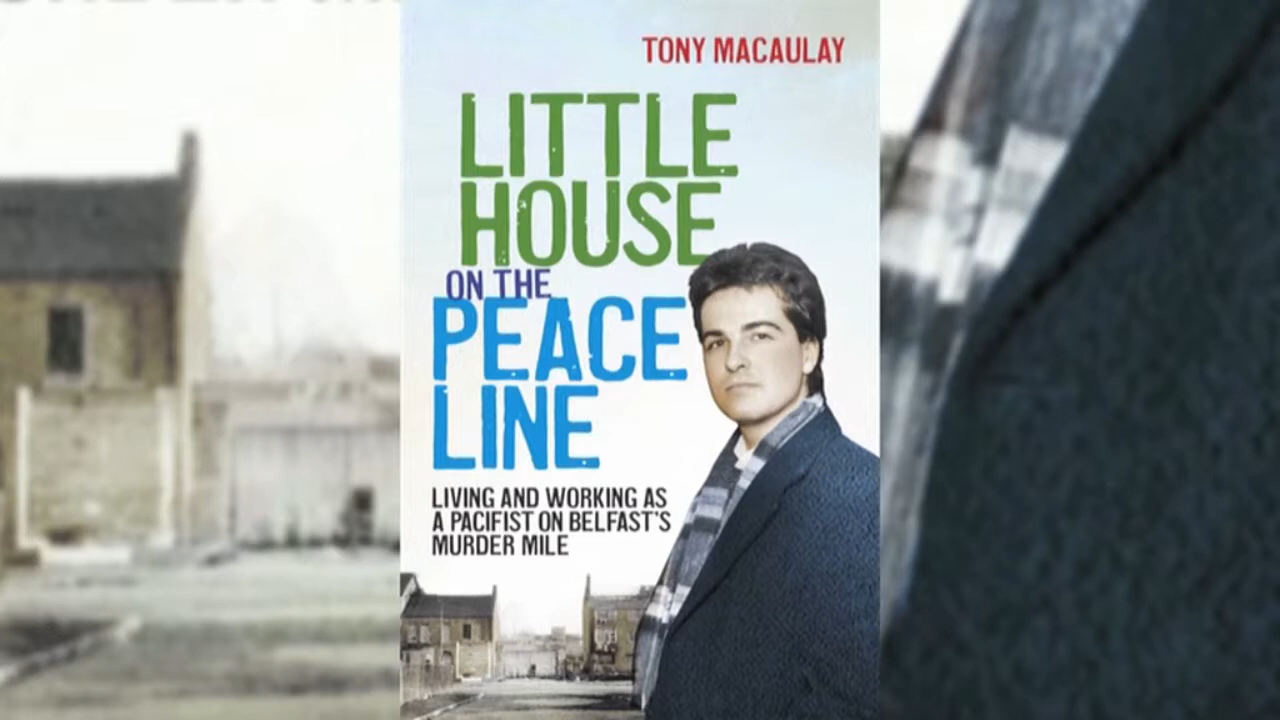 TONY MACAULAY
LITTLE
HOUSE
ON THE
PEACE
LINE
LIVING AND WORKING AS
A PACIFIST ON BELFAST'S
MURDER MILE